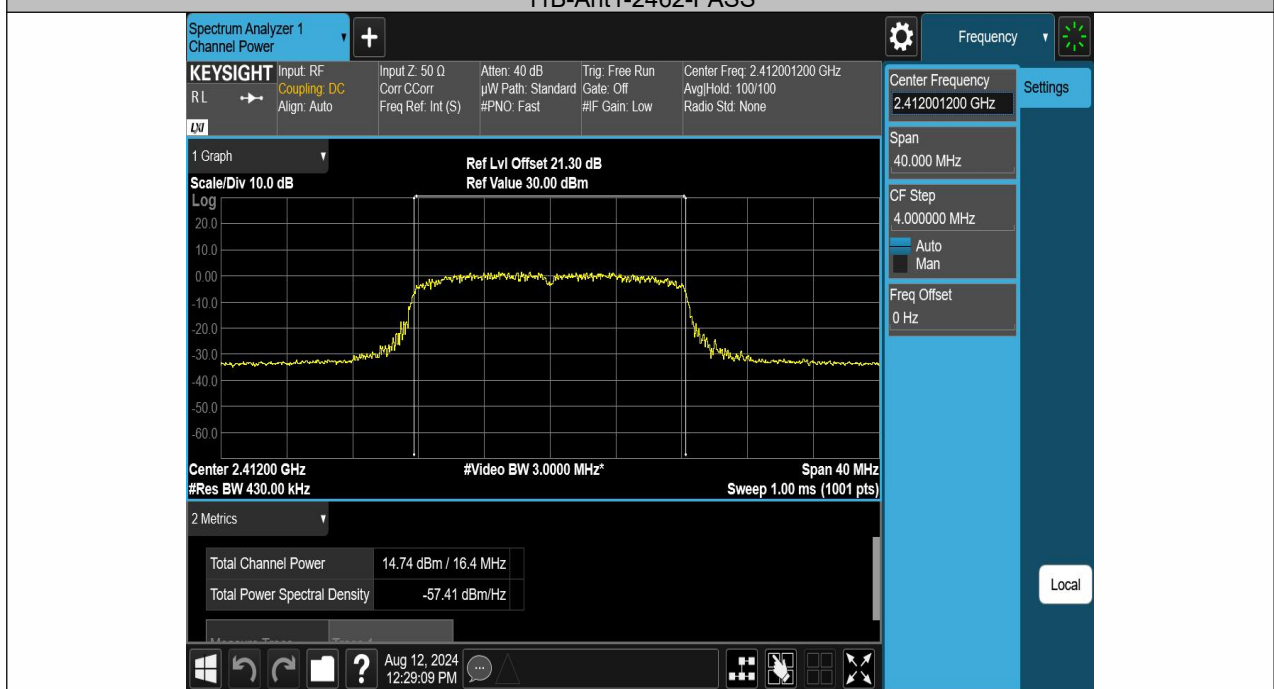 11B-Ant1-2462-PASS
Spectrum Analyzer 1
Channel Power
Frequency
KEYSIGHT
RL
LXI
Input: RF
Coupling: DC
Align: Auto
Input Z: 50 Ω
Corr CCorr
Freq Ref: Int (S)
Atten: 40 dB
µW Path: Standard
#PNO: Fast
Trig: Free Run
Gate: Off
#IF Gain: Low
Center Freq: 2.412001200 GHz
Avg|Hold: 100/100
Radio Std: None
Center Frequency
2.412001200 GHz
Settings
Span
40.000 MHz
CF Step
4.000000 MHz
Auto
Man
Freq Offset
0 Hz
Local
1 Graph
Scale/Div 10.0 dB
Ref Lvl Offset 21.30 dB
Ref Value 30.00 dBm
Log
20.0
10.0
0.00
-10.0
-20.0
-30.0
-40.0
-50.0
-60.0
Center 2.41200 GHz
#Video BW 3.0000 MHz*
Span 40 MHz
#Res BW 430.00 kHz
Sweep 1.00 ms (1001 pts)
2 Metrics
Total Channel Power
14.74 dBm / 16.4 MHz
Total Power Spectral Density
-57.41 dBm/Hz
?
Aug 12, 2024
12:29:09 PM